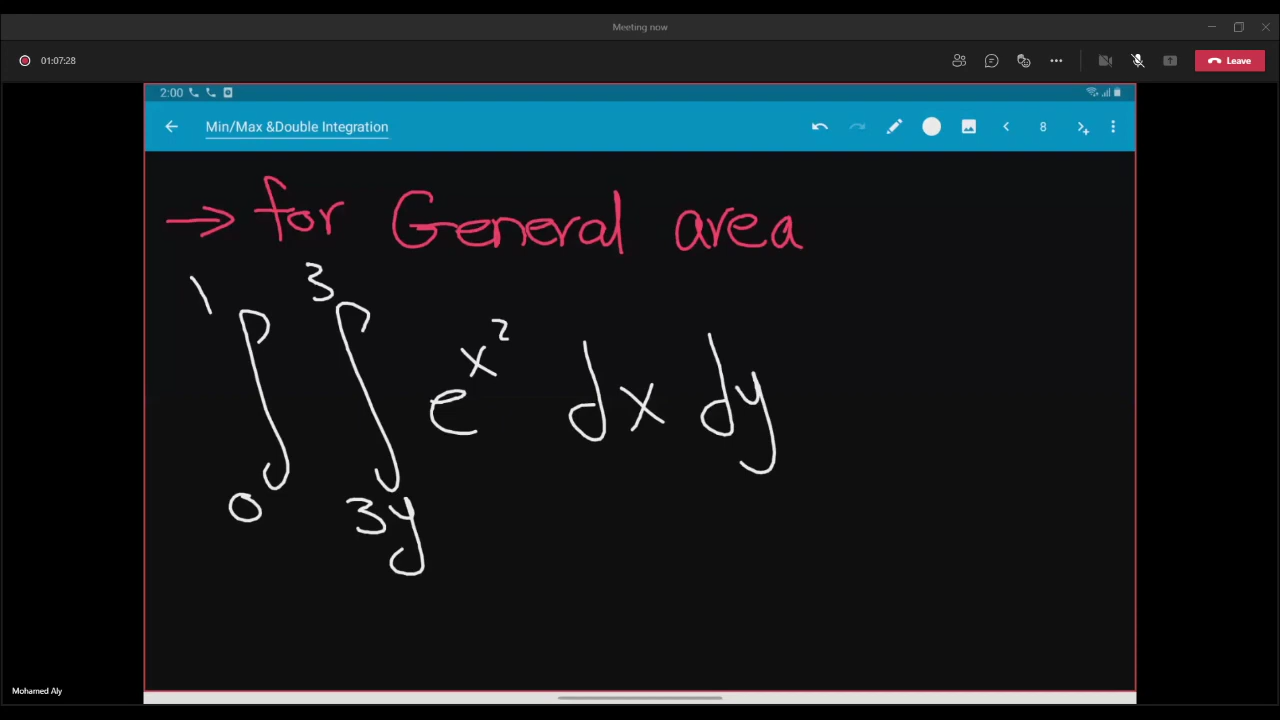 Meeting now
01:07:28
Leave
2:00
Min/Max &Double Integration
8
→ for General area
∫₀¹ ∫₃ᵧ³ eˣ² dx dy
Mohamed Aly